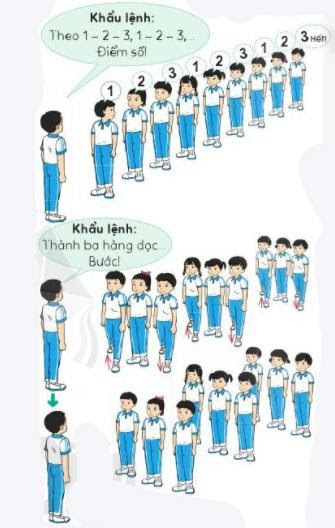 Khẩu lệnh:
Theo 1 – 2 – 3, 1 – 2 – 3,...
Điểm số!
1 2 3 1 2 3 1 2 3 Hết!
Khẩu lệnh:
Thành ba hàng dọc...
Bước!